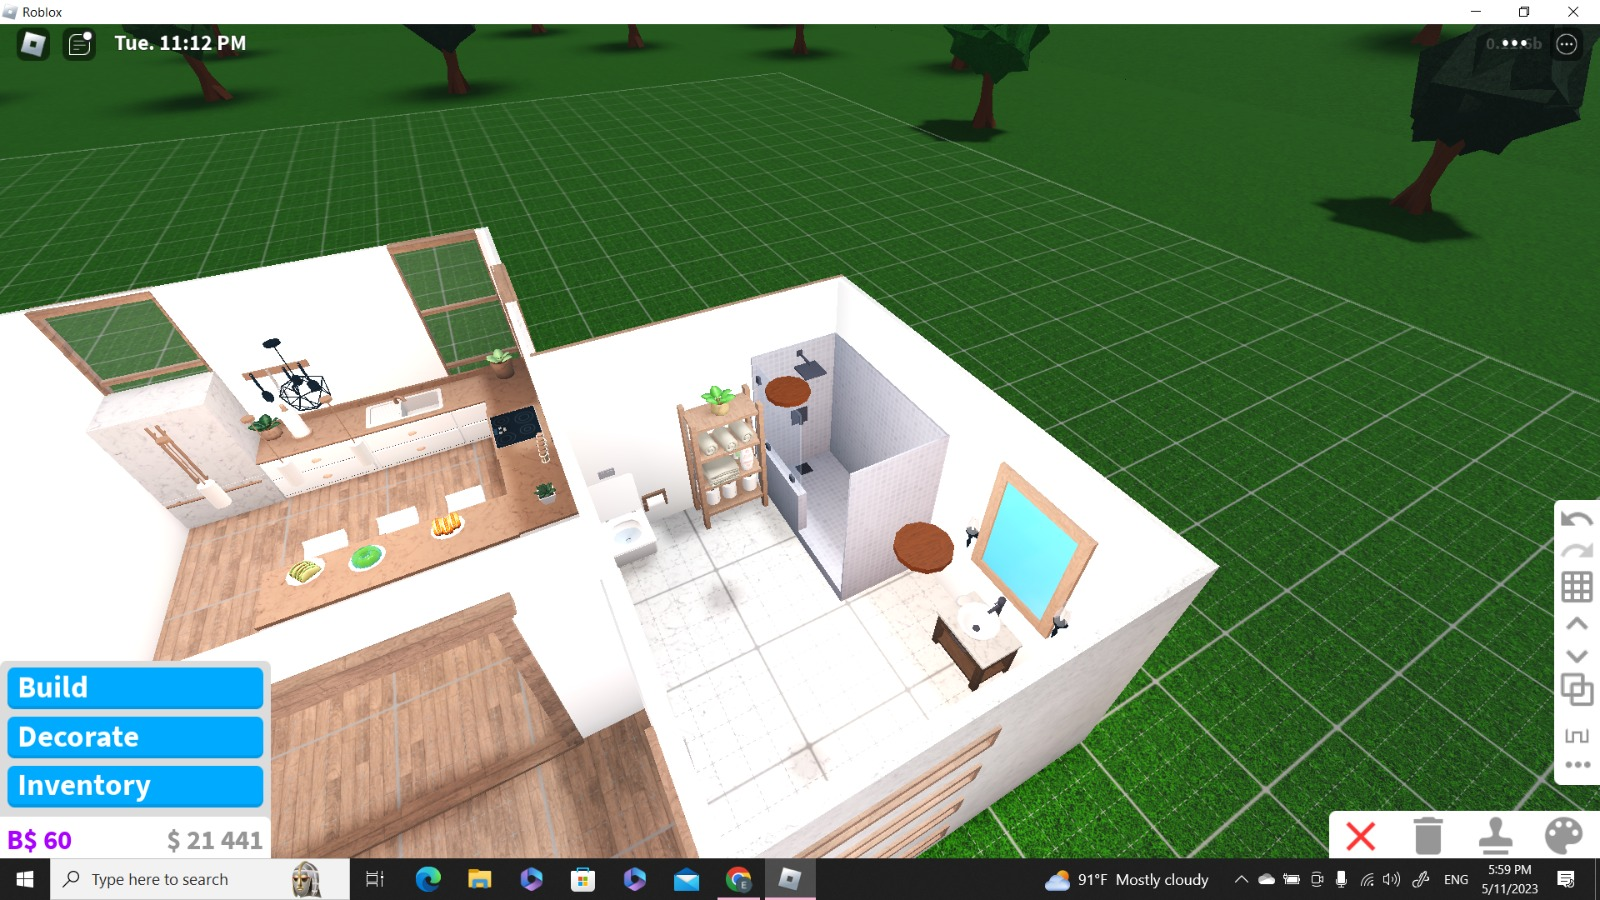 Roblox
Tue. 11:12 PM
Build
Decorate
Inventory
B$ 60
$ 21 441
Type here to search
91°F Mostly cloudy
ENG
5:59 PM
5/11/2023